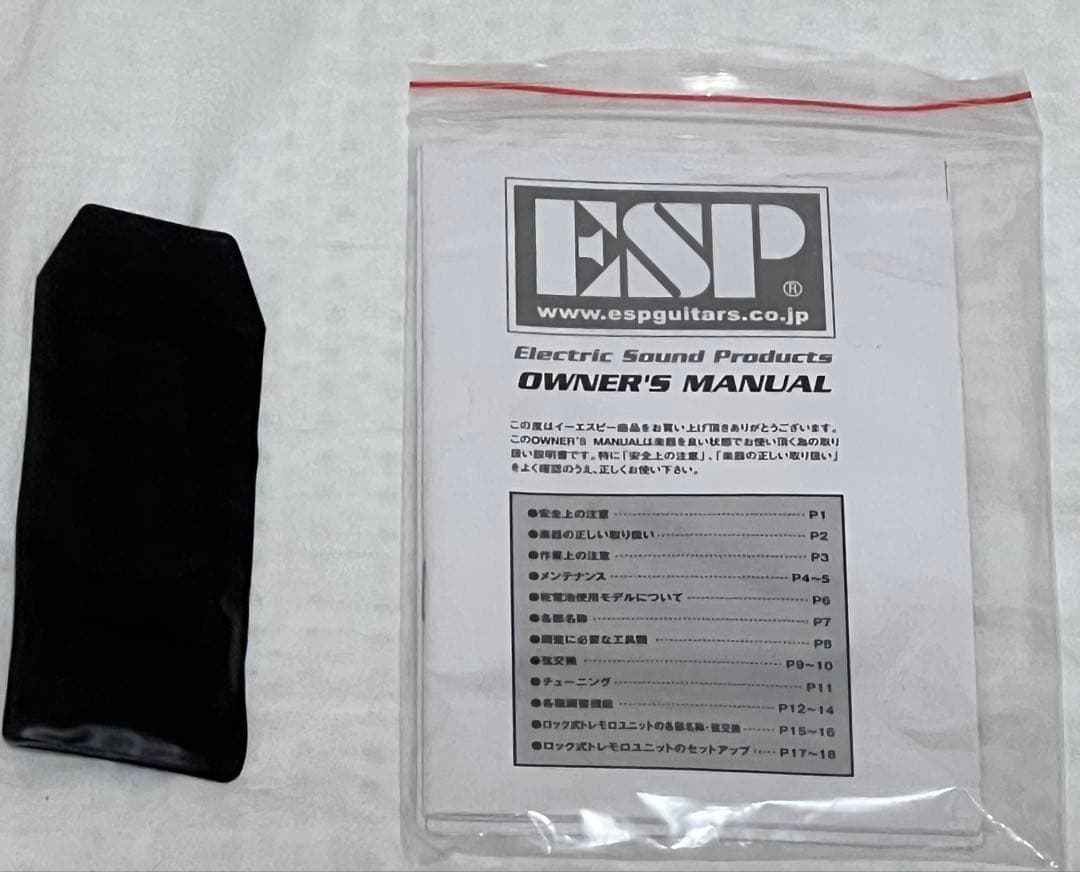 ESP®
www.espguitars.co.jp
Electric Sound Products
OWNER'S MANUAL
この度はイーエスピー商品をお買い上げ頂きありがとうございます。
このOWNER'S MANUALは楽器を良い状態でお使い頂く為の取り
扱い説明書です。特に「安全上の注意」、「楽器の正しい取り扱い」
をよく確認のうえ、正しくお使い下さい。
●安全上の注意 P1
●楽器の正しい取り扱い P2
●作業上の注意 P3
●メンテナンス P4~5
●乾電池使用モデルについて P6
●各部名称 P7
●調整に必要な工具類 P8
●弦交換 P9~10
●チューニング P11
●各種調整機能 P12~14
●ロック式トレモロユニットの各部名称・弦交換 P15~16
●ロック式トレモロユニットのセットアップ P17~18